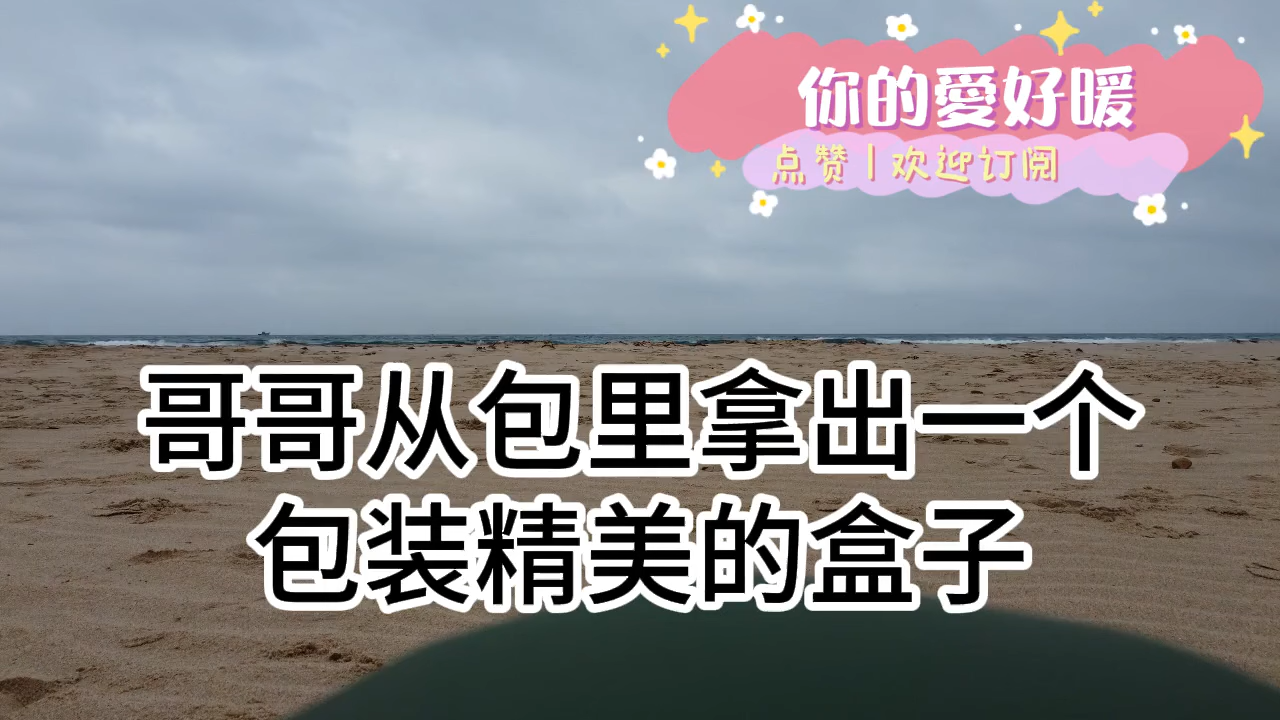 你的愛好暖
点赞丨欢迎订阅
哥哥从包里拿出一个
包装精美的盒子